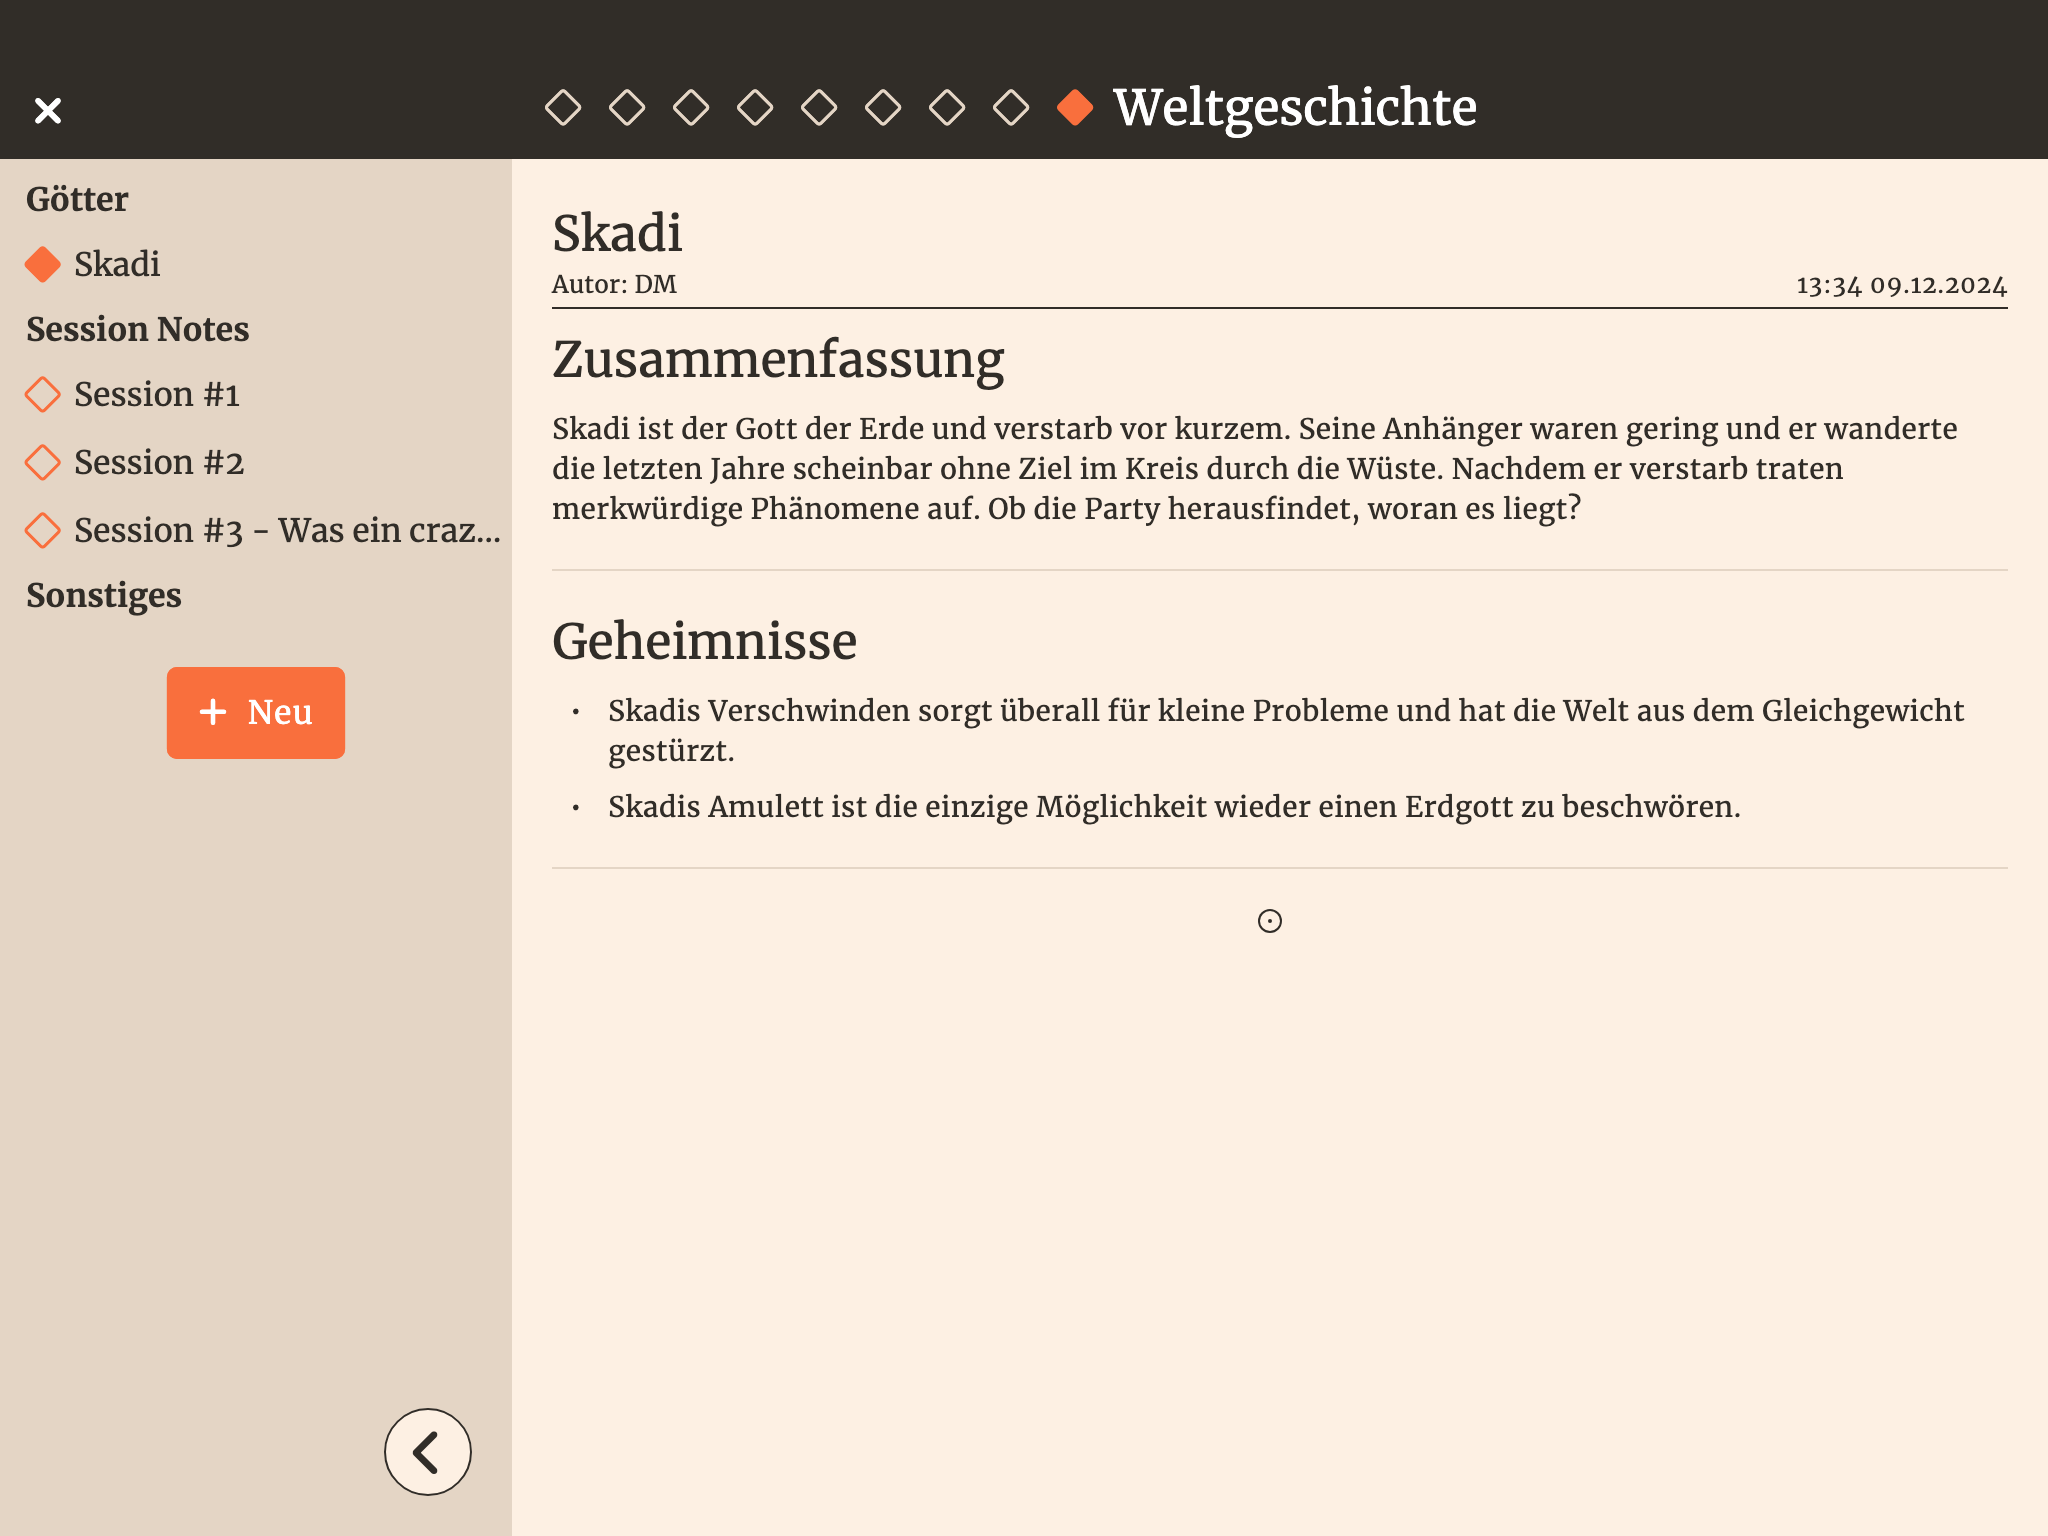 Weltgeschichte
Götter
Skadi
Session Notes
Session #1
Session #2
Session #3 - Was ein craz...
Sonstiges
+ Neu
Skadi
Autor: DM
13:34 09.12.2024
Zusammenfassung
Skadi ist der Gott der Erde und verstarb vor kurzem. Seine Anhänger waren gering und er wanderte
die letzten Jahre scheinbar ohne Ziel im Kreis durch die Wüste. Nachdem er verstarb traten
merkwürdige Phänomene auf. Ob die Party herausfindet, woran es liegt?
Geheimnisse
• Skadis Verschwinden sorgt überall für kleine Probleme und hat die Welt aus dem Gleichgewicht
gestürzt.
• Skadis Amulett ist die einzige Möglichkeit wieder einen Erdgott zu beschwören.